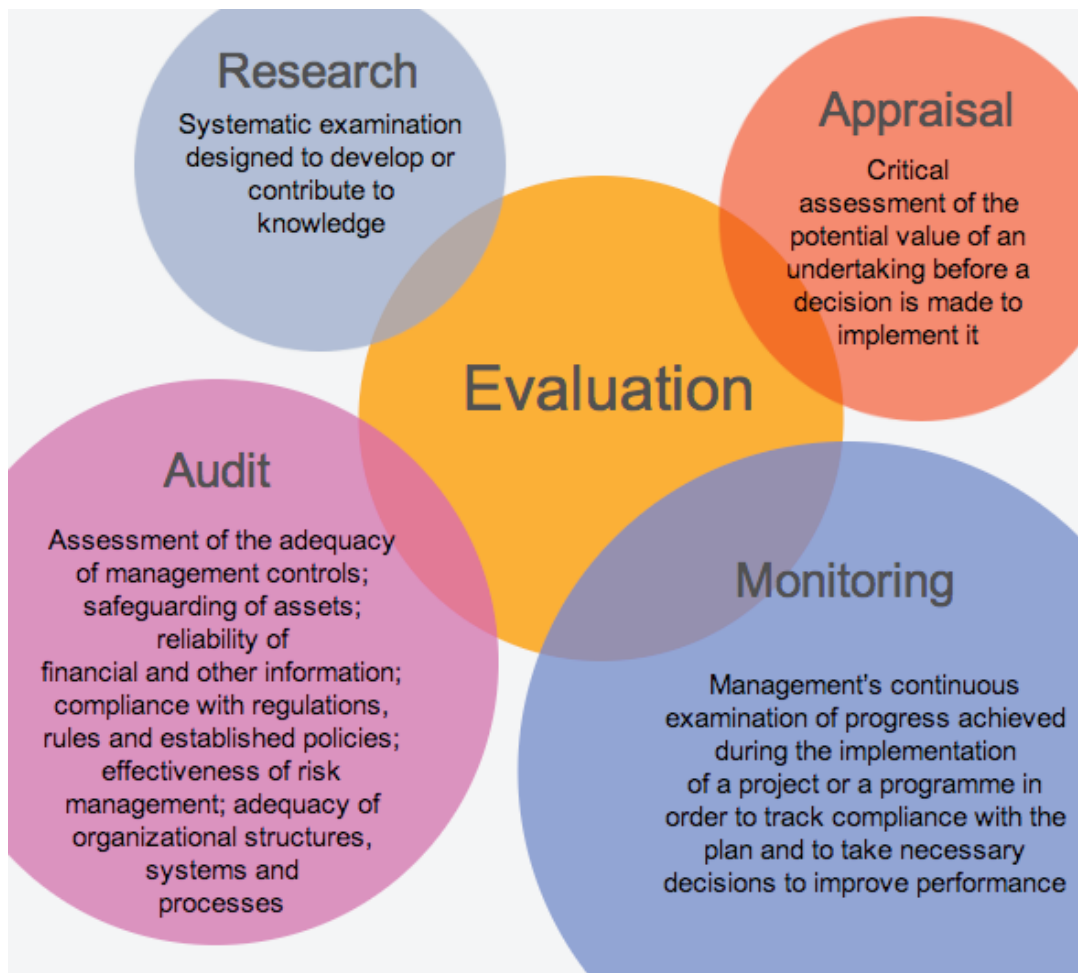 Research
Systematic examination
designed to develop or
contribute to
knowledge
Appraisal
Critical
assessment of the
potential value of an
undertaking before a
decision is made to
implement it
Evaluation
Audit
Assessment of the adequacy
of management controls;
safeguarding of assets;
reliability of
financial and other information;
compliance with regulations,
rules and established policies;
effectiveness of risk
management; adequacy of
organizational structures,
systems and
processes
Monitoring
Management’s continuous
examination of progress achieved
during the implementation
of a project or a programme in
order to track compliance with the
plan and to take necessary
decisions to improve performance